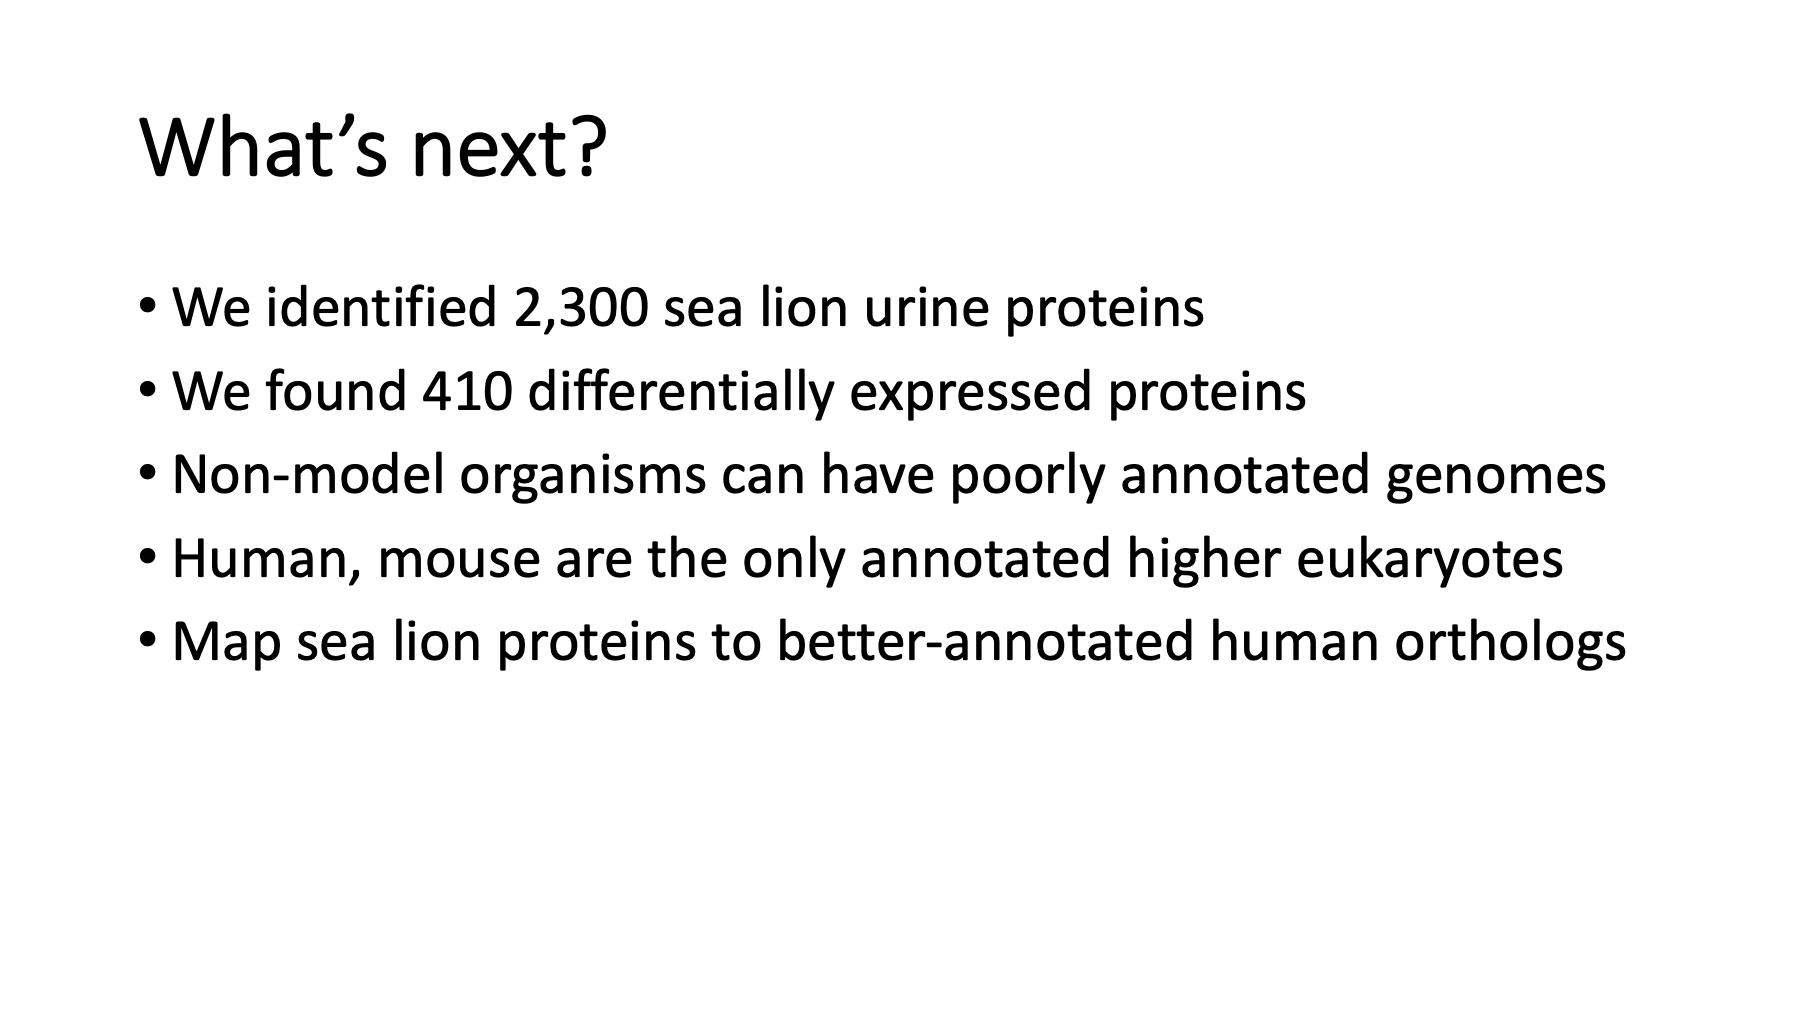 What’s next?
• We identified 2,300 sea lion urine proteins
• We found 410 differentially expressed proteins
• Non-model organisms can have poorly annotated genomes
• Human, mouse are the only annotated higher eukaryotes
• Map sea lion proteins to better-annotated human orthologs